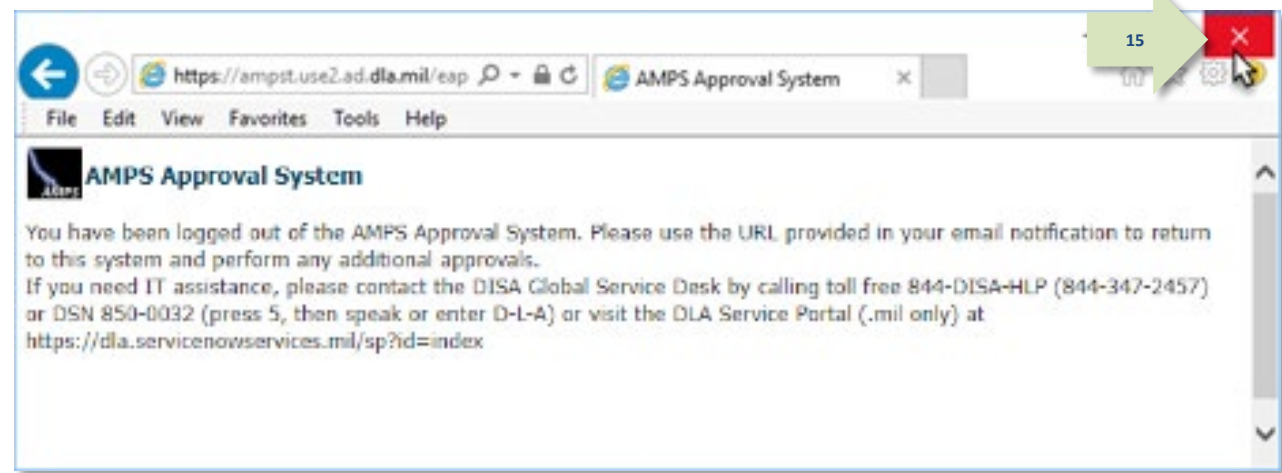 15
https://ampst.use2.ad.dla.mil/eap
AMPS Approval System
File Edit View Favorites Tools Help
AMPS
AMPS Approval System
You have been logged out of the AMPS Approval System. Please use the URL provided in your email notification to return
to this system and perform any additional approvals.
If you need IT assistance, please contact the DISA Global Service Desk by calling toll free 844-DISA-HLP (844-347-2457)
or DSN 850-0032 (press 5, then speak or enter D-L-A) or visit the DLA Service Portal (.mil only) at
https://dla.servicenowservices.mil/sp?id=index